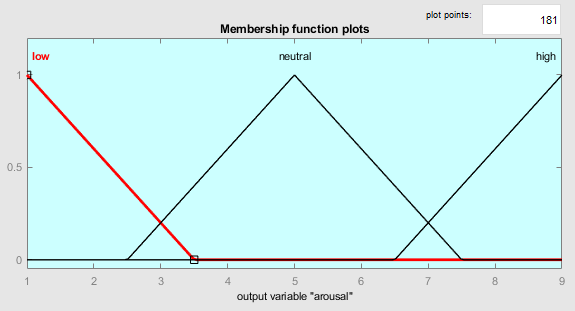 plot points: 181
Membership function plots
low neutral high
1
0.5
0
1 2 3 4 5 6 7 8 9
output variable "arousal"